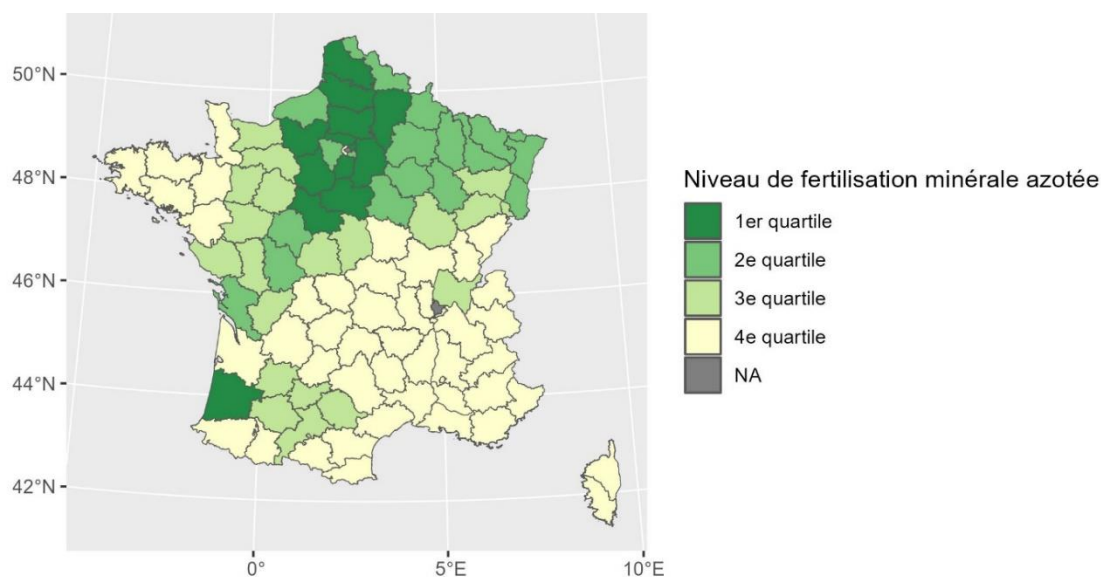 50°N
48°N
46°N
44°N
42°N
0°
5°E
10°E
Niveau de fertilisation minérale azotée
1er quartile
2e quartile
3e quartile
4e quartile
NA